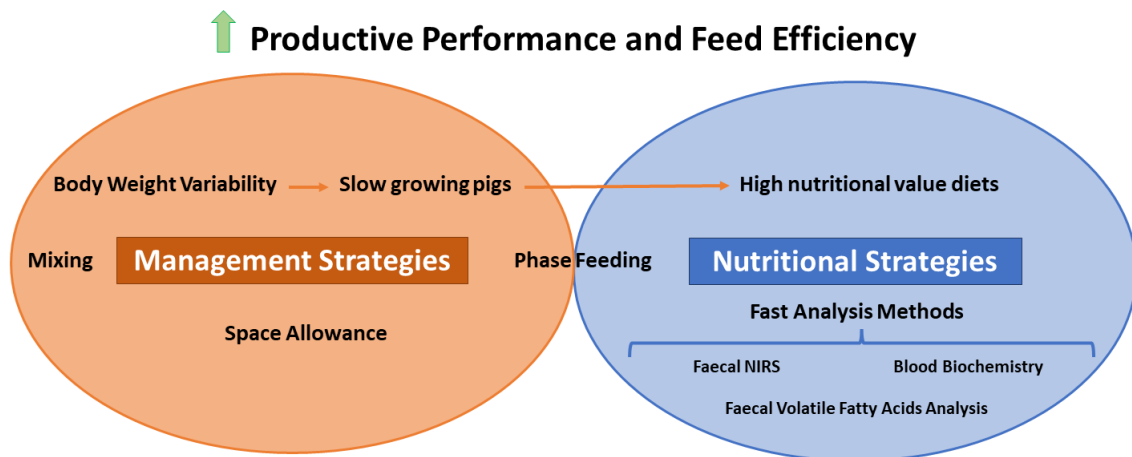 Productive Performance and Feed Efficiency
Body Weight Variability
Slow growing pigs
High nutritional value diets
Mixing
Management Strategies
Phase Feeding
Nutritional Strategies
Space Allowance
Fast Analysis Methods
Faecal NIRS
Blood Biochemistry
Faecal Volatile Fatty Acids Analysis